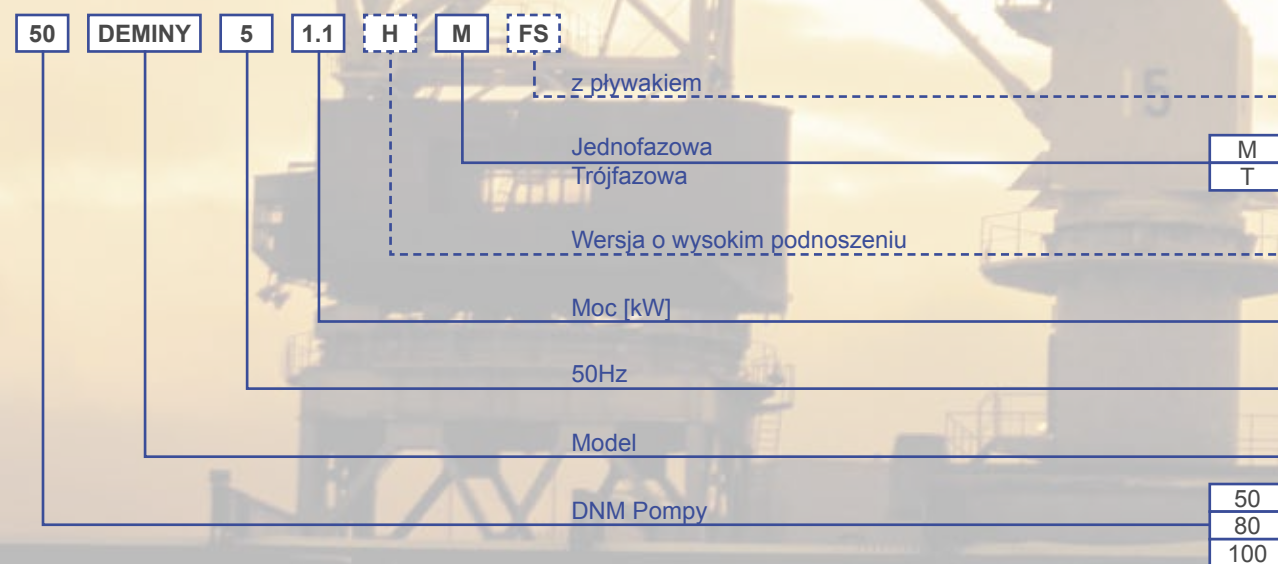 50 DEMINY 5 1.1 H M FS
z pływakiem
Jednofazowa M
Trójfazowa T
Wersja o wysokim podnoszeniu
Moc [kW]
50Hz
Model
DNM Pompy
50
80
100
5